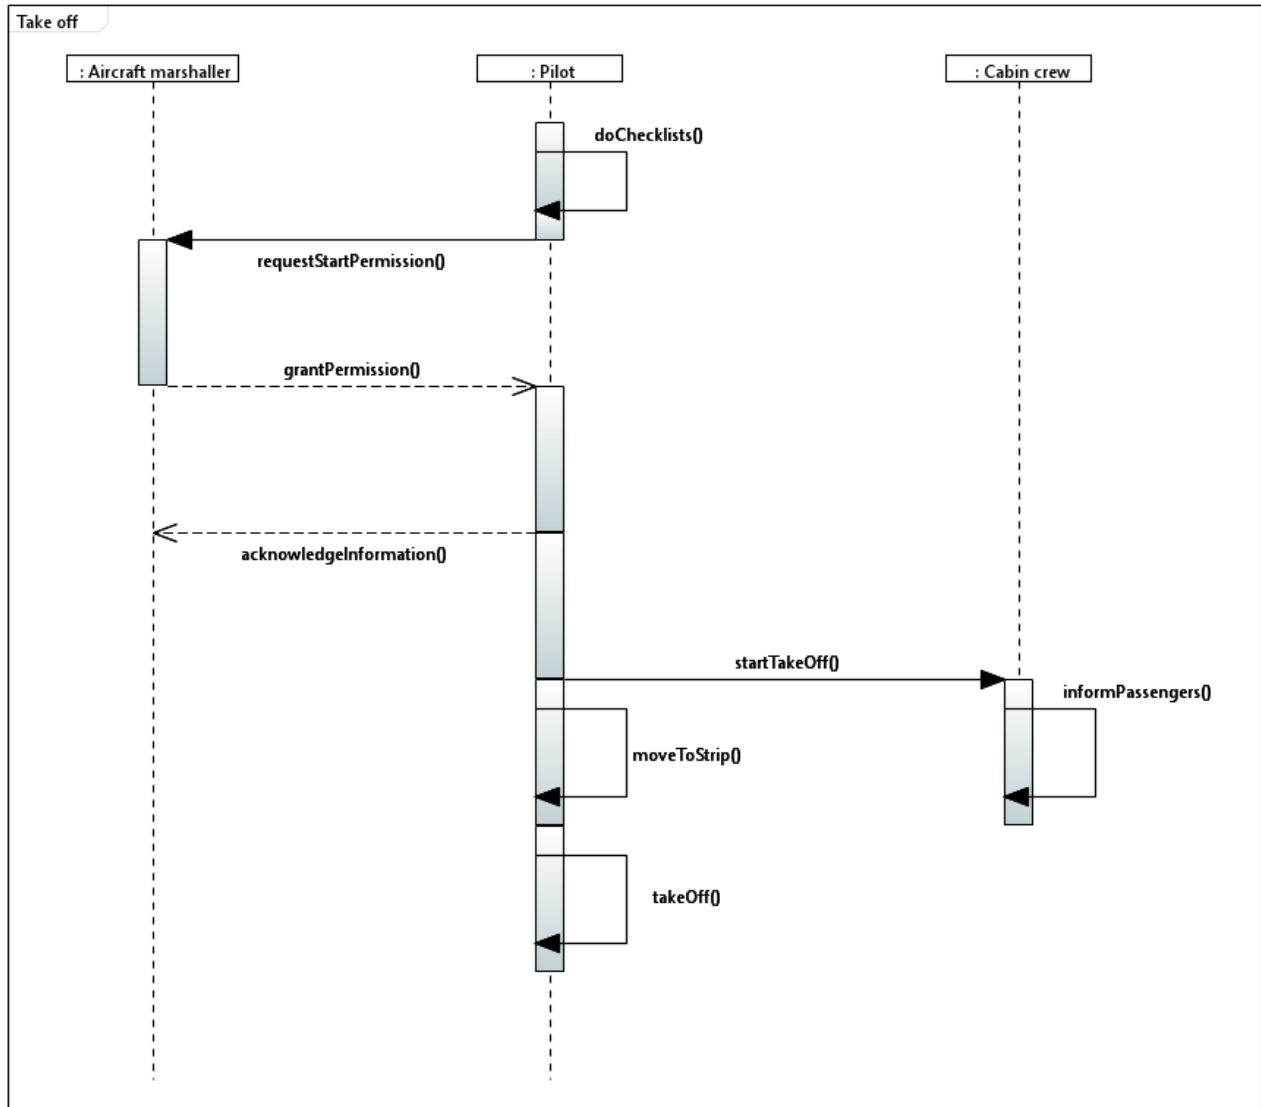 Take off
: Aircraft marshaller
: Pilot
: Cabin crew
doChecklists()
requestStartPermission()
grantPermission()
acknowledgeInformation()
startTakeOff()
informPassengers()
moveToStrip()
takeOff()